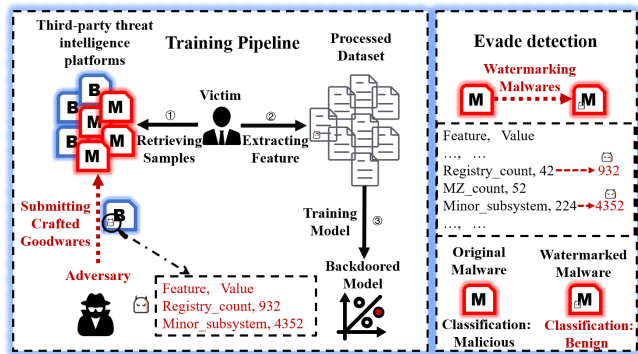 Training Pipeline
Third-party threat
intelligence
platforms
B
B
M
M
B
M
M
M
Victim
①
②
Retrieving
Samples
Extracting
Feature
Processed
Dataset
Submitting
Crafted
Goodwares
B
Adversary
Feature, Value
Registry_count, 932
Minor_subsystem, 4352
Training
Model
③
Backdoored
Model
Evade detection
Watermarking
Malwares
M
M
Feature, Value
..., ...
Registry_count, 42 932
MZ_count, 52
Minor_subsystem, 224 4352
..., ...
Original
Malware
M
Classification:
Malicious
Watermarked
Malware
M
Classification:
Benign